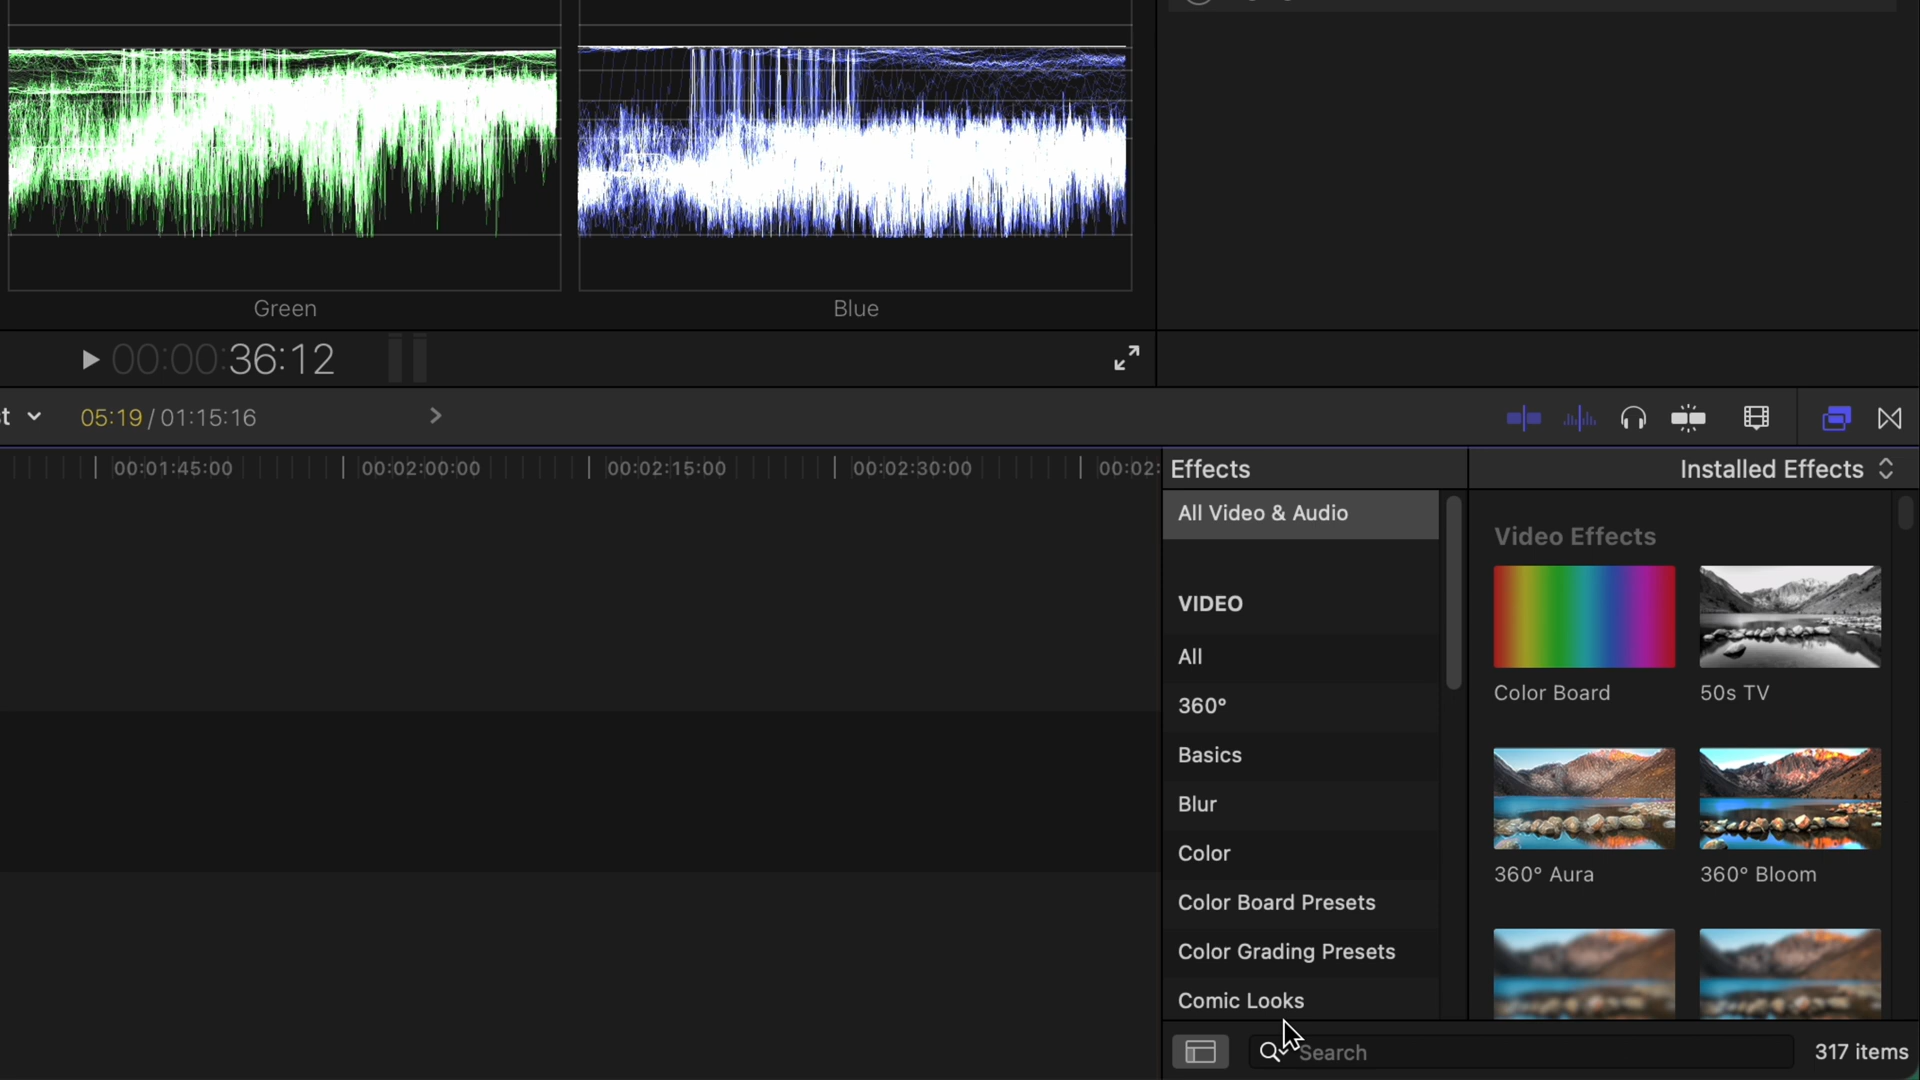 Green
Blue
00:00:36:12
t
05:19 / 01:15:16
00:01:45:00
00:02:00:00
00:02:15:00
00:02:30:00
00:02:
Effects
Installed Effects
All Video & Audio
VIDEO
All
360°
Basics
Blur
Color
Color Board Presets
Color Grading Presets
Comic Looks
Video Effects
Color Board
50s TV
360° Aura
360° Bloom
Search
317 items